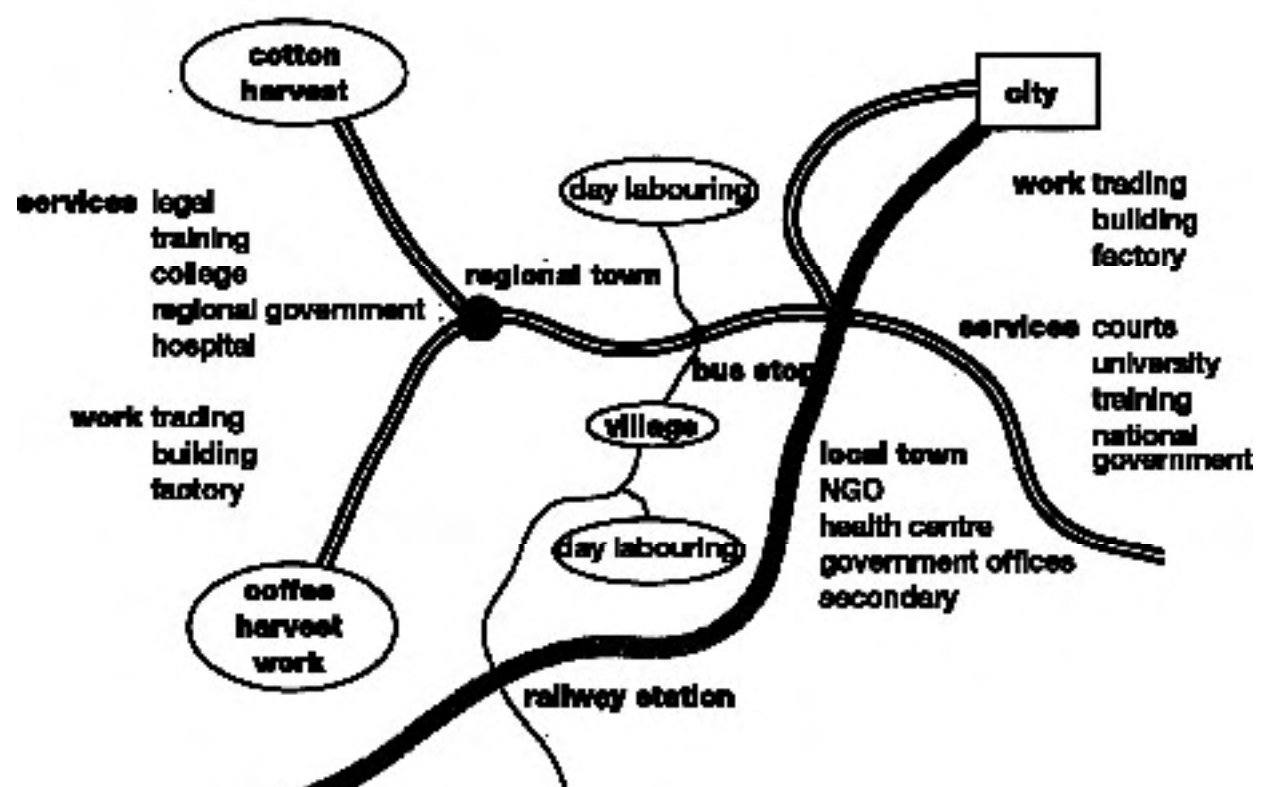 cotton
harvest
city
day labouring
work trading
building
factory
services legal
training
college
regional government
hospital
regional town
services courts
university
training
national
government
bus stop
work trading
building
factory
village
local town
NGO
health centre
government offices
secondary
day labouring
coffee
harvest
work
railway station